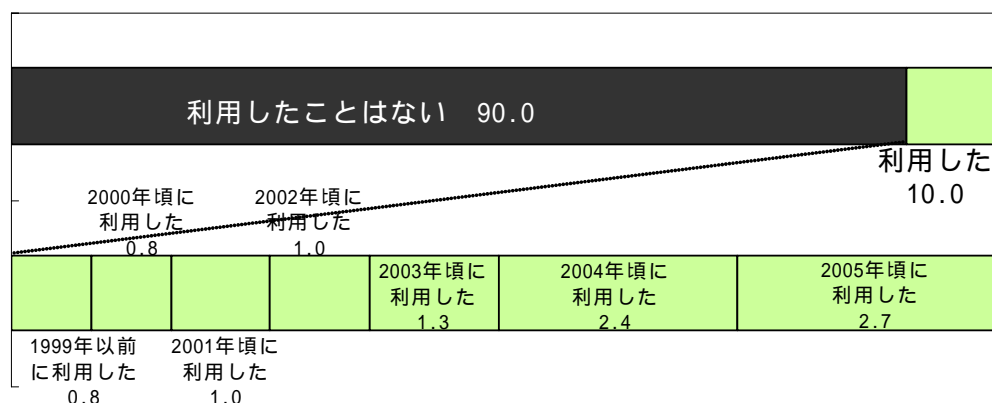 利用したことはない 90.0
利用した
10.0
2000年頃に
利用した
0.8
2002年頃に
利用した
1.0
2003年頃に
利用した
1.3
2004年頃に
利用した
2.4
2005年頃に
利用した
2.7
1999年以前
に利用した
0.8
2001年頃に
利用した
1.0